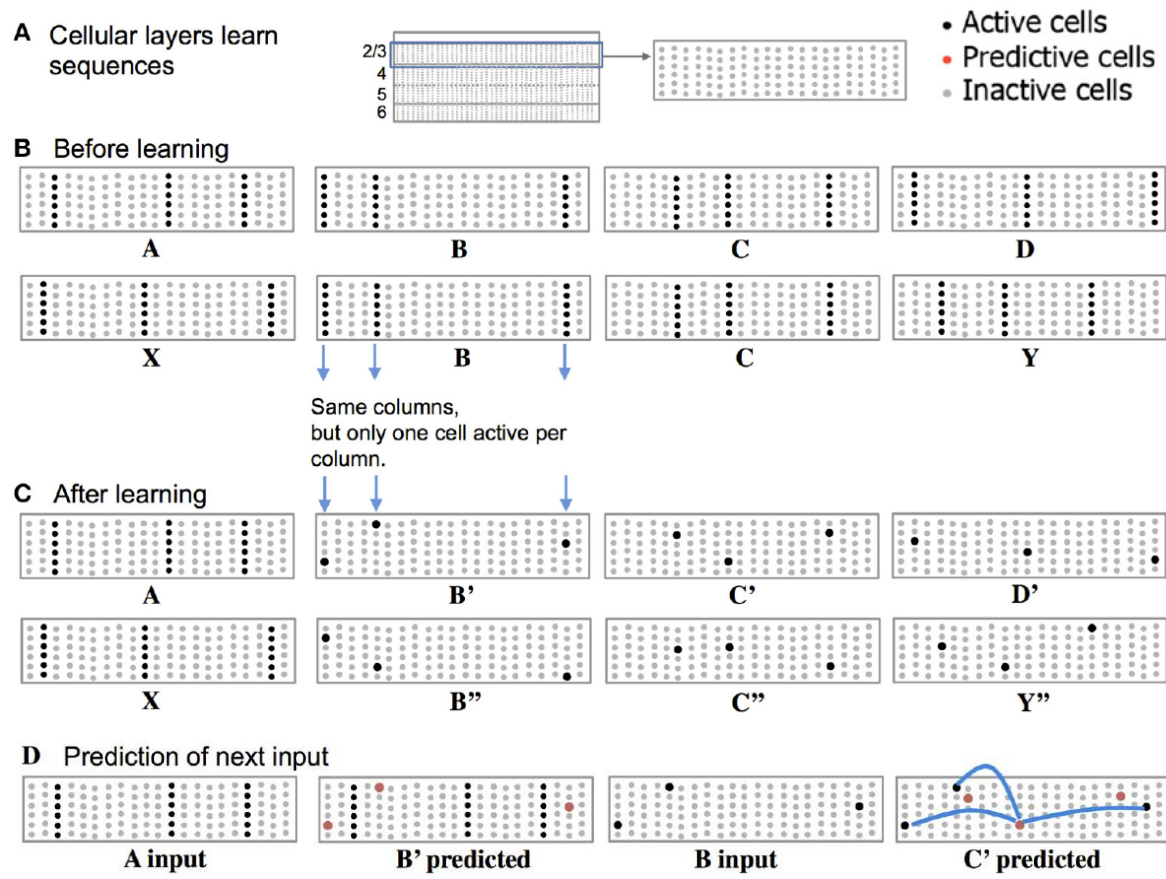 A Cellular layers learn
sequences
2/3
4
5
6
Active cells
Predictive cells
Inactive cells
B Before learning
A B C D
X B C Y
Same columns,
but only one cell active per
column.
C After learning
A B’ C’ D’
X B” C” Y”
D Prediction of next input
A input B’ predicted B input C’ predicted